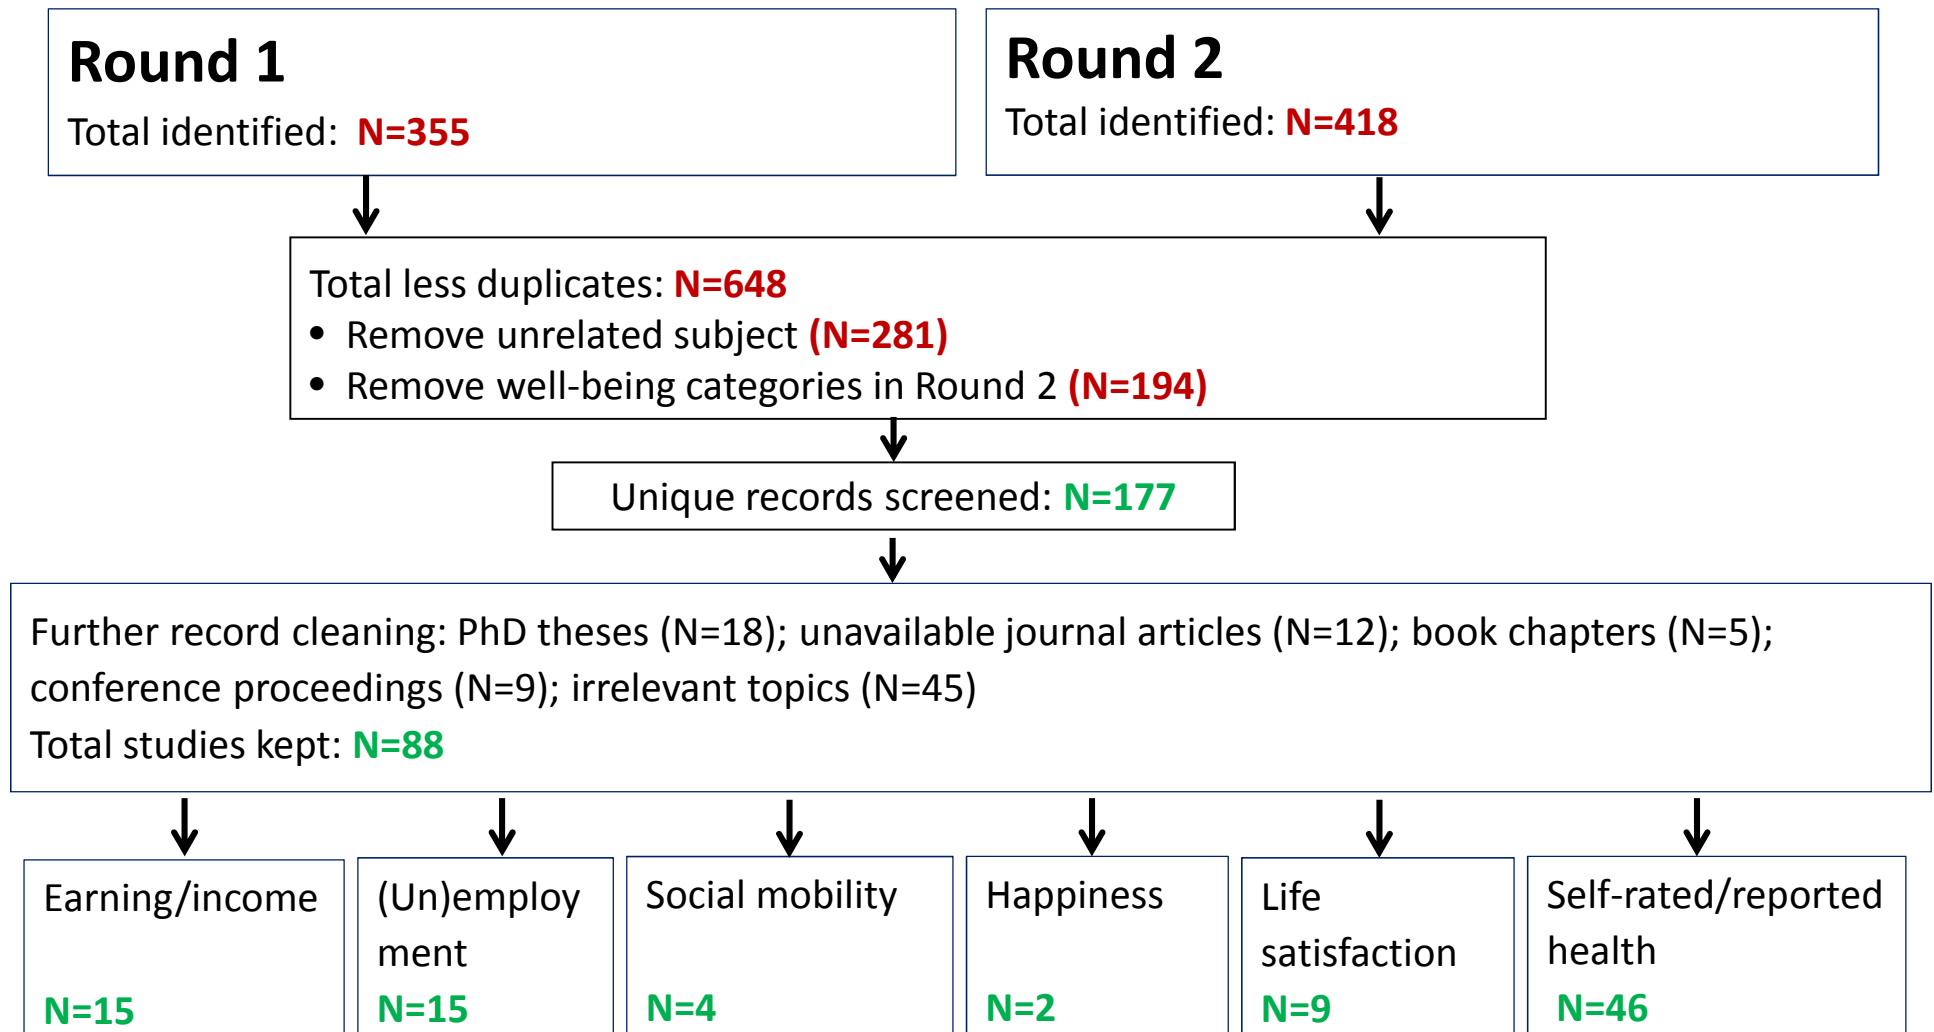 Round 1
Total identified: N=355
Round 2
Total identified: N=418
Total less duplicates: N=648
• Remove unrelated subject (N=281)
• Remove well-being categories in Round 2 (N=194)
Unique records screened: N=177
Further record cleaning: PhD theses (N=18); unavailable journal articles (N=12); book chapters (N=5);
conference proceedings (N=9); irrelevant topics (N=45)
Total studies kept: N=88
Earning/income
N=15
(Un)employ
ment
N=15
Social mobility
N=4
Happiness
N=2
Life
satisfaction
N=9
Self-rated/reported
health
N=46